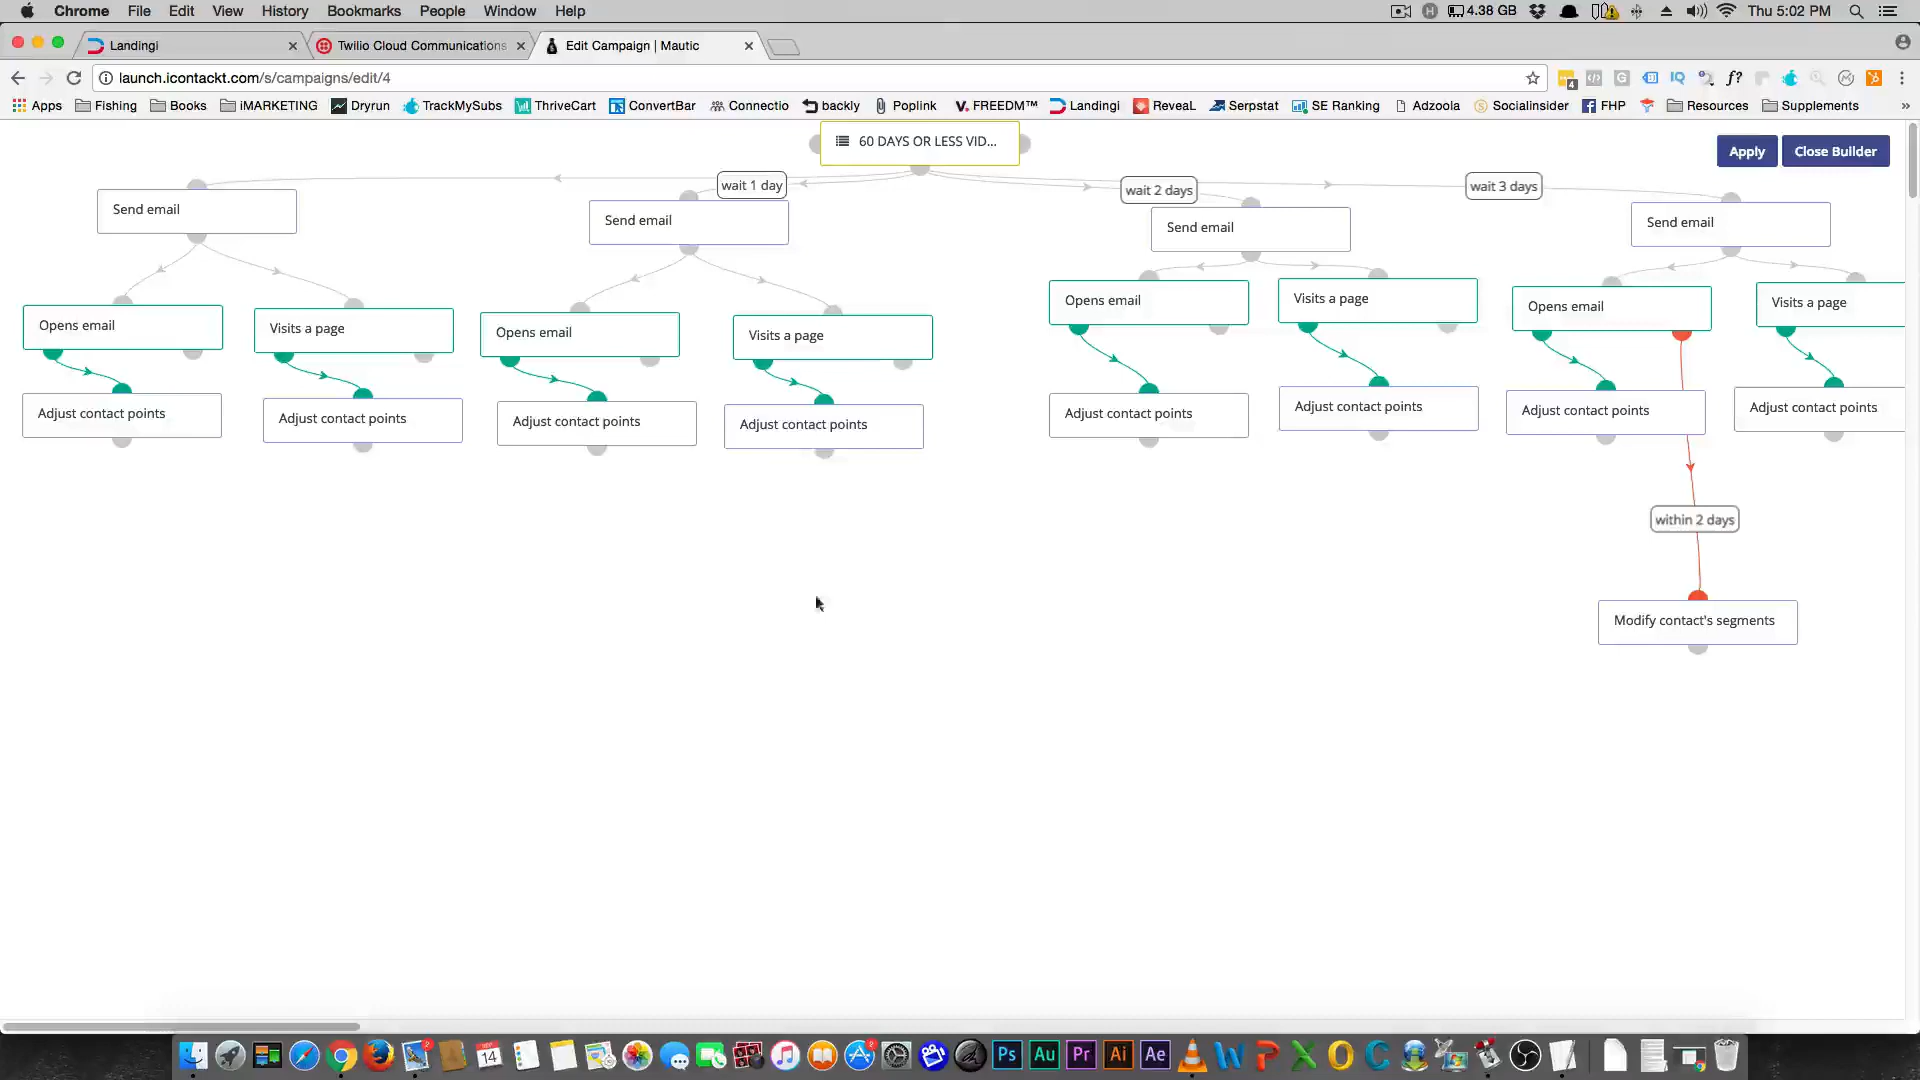 Chrome File Edit View History Bookmarks People Window Help 4.38 GB Thu 5:02 PM
Landingi Twilio Cloud Communications Edit Campaign | Mautic
launch.icontackt.com/s/campaigns/edit/4
Apps Fishing Books iMARKETING Dryrun TrackMySubs ThriveCart ConvertBar Connectio backly Poplink FREEDM™ Landingi ReveaL Serpstat SE Ranking Adzoola Socialinsider FHP Resources Supplements »
60 DAYS OR LESS VID...
Apply Close Builder
wait 1 day wait 2 days wait 3 days
Send email Send email Send email Send email
Opens email Visits a page Opens email Visits a page Opens email Visits a page Opens email Visits a page
Adjust contact points Adjust contact points Adjust contact points Adjust contact points Adjust contact points Adjust contact points Adjust contact points Adjust contact points
within 2 days
Modify contact's segments